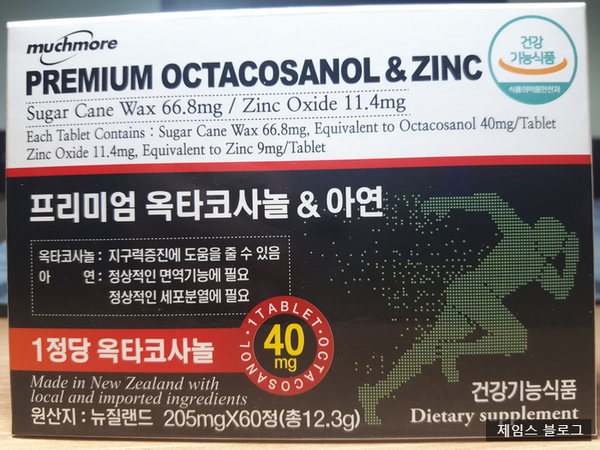 muchmore
PREMIUM OCTACOSANOL & ZINC
건강
기능식품
식품의약품안전처
Sugar Cane Wax 66.8mg / Zinc Oxide 11.4mg
Each Tablet Contains : Sugar Cane Wax 66.8mg, Equivalent to Octacosanol 40mg/Tablet
Zinc Oxide 11.4mg, Equivalent to Zinc 9mg/Tablet
프리미엄 옥타코사놀 & 아연
옥타코사놀 : 지구력증진에 도움을 줄 수 있음
아 연 : 정상적인 면역기능에 필요
정상적인 세포분열에 필요
1정당 옥타코사놀
1TABLET·OCTACOSANOL·
40
mg
Made in New Zealand with
local and imported ingredients
원산지 : 뉴질랜드 205mgX60정(총12.3g)
건강기능식품
Dietary supplement
제임스 블로그